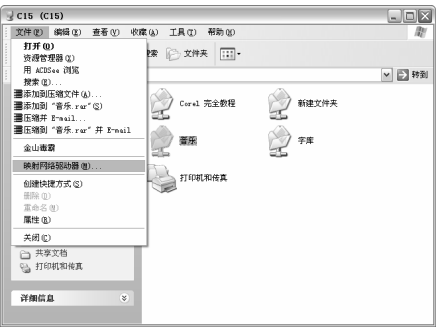 C15 (C15)
文件(F) 编辑(E) 查看(V) 收藏(A) 工具(T) 帮助(H)
打开(O)
资源管理器(X)
用 ACDSee 浏览
搜索(E)...
添加到压缩文件(A)...
添加到 "音乐.rar"(S)
压缩并 E-mail...
压缩到 "音乐.rar" 并 E-mail
金山毒霸
映射网络驱动器(N)...
创建快捷方式(S)
删除(D)
重命名(M)
属性(R)
关闭(C)
搜索 文件夹
转到
Corel 完全教程 新建文件夹
音乐 字库
打印机和传真
共享文档
打印机和传真
详细信息